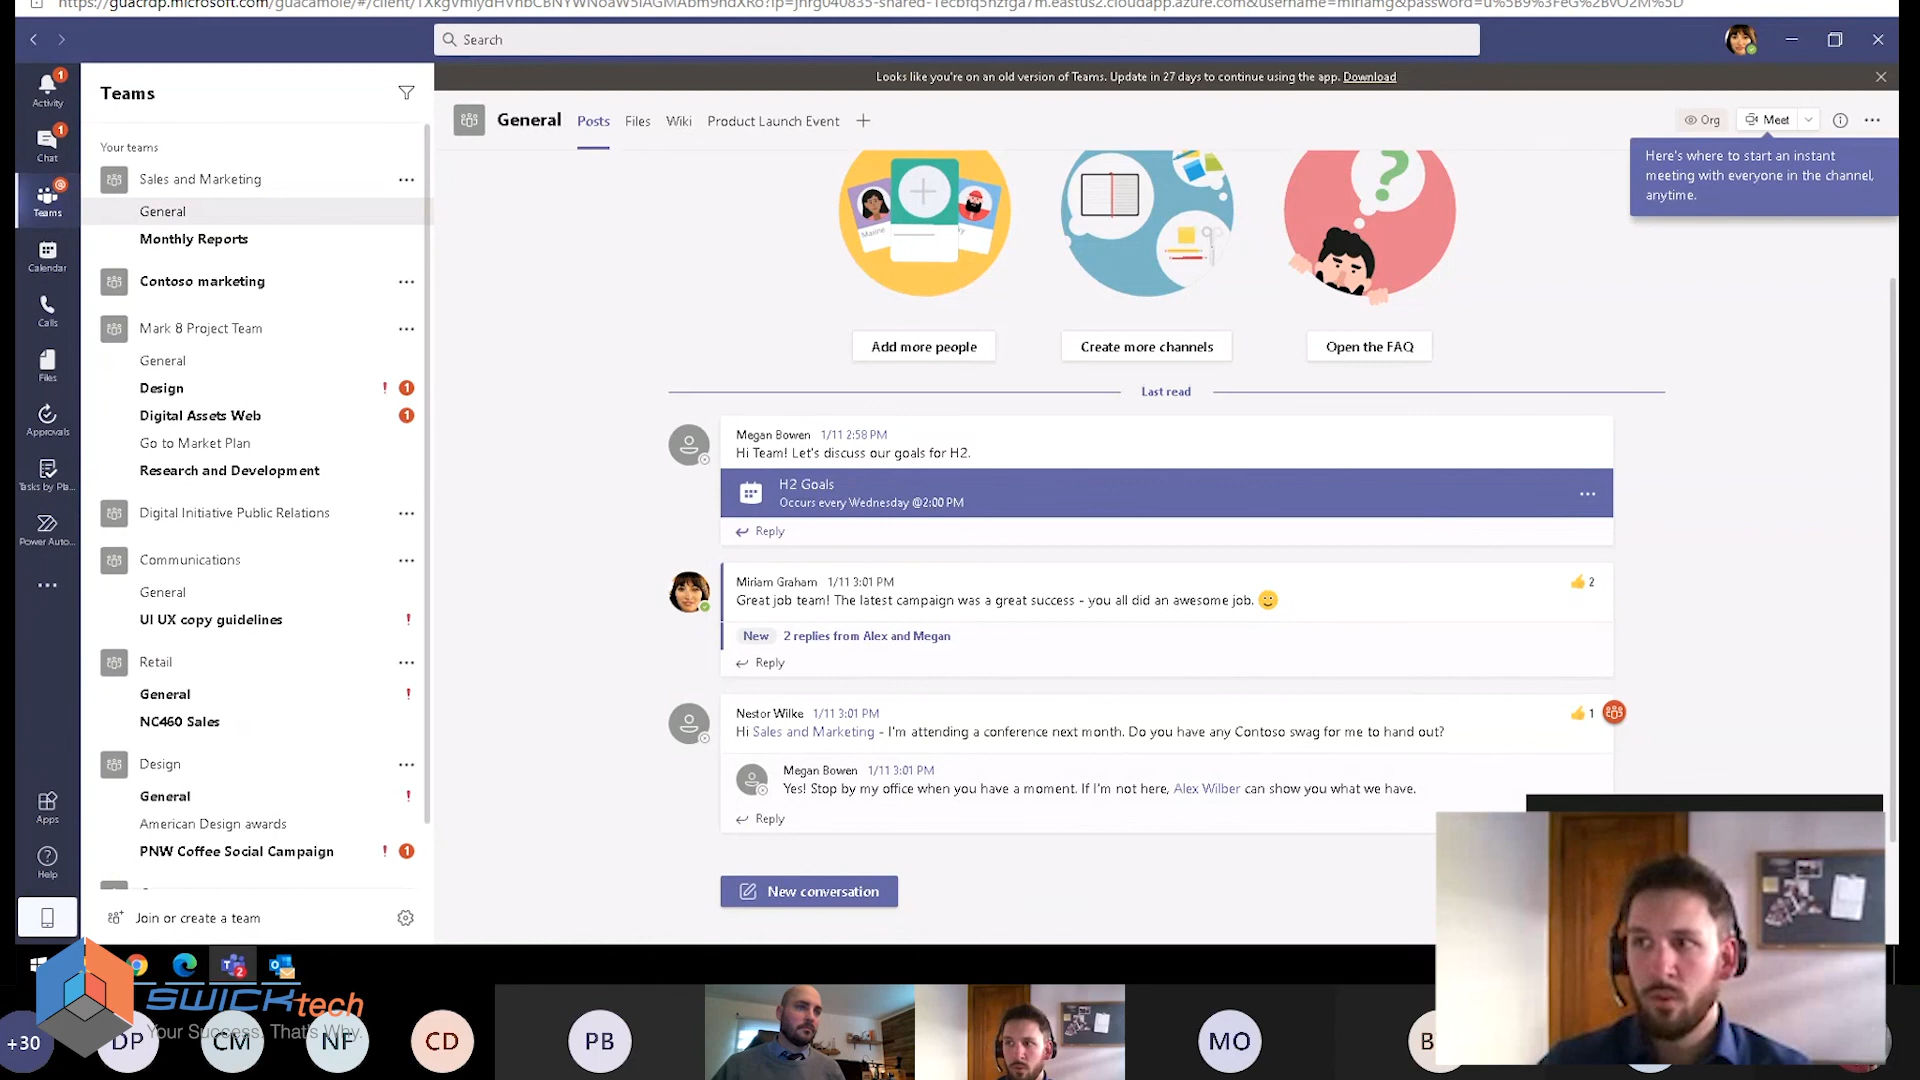 Search
Looks like you're on an old version of Teams. Update in 27 days to continue using the app. Download
Activity
Chat
Teams
Calendar
Calls
Files
Approvals
Tasks by Pla...
Power Auto...
Apps
Help
1
1
@
Teams
Your teams
Sales and Marketing
General
Monthly Reports
Contoso marketing
Mark 8 Project Team
General
Design ! 1
Digital Assets Web 1
Go to Market Plan
Research and Development
Digital Initiative Public Relations
Communications
General
UI UX copy guidelines !
Retail
General !
NC460 Sales
Design
General !
American Design awards
PNW Coffee Social Campaign ! 1
Join or create a team
General Posts Files Wiki Product Launch Event
Org Meet
Here's where to start an instant
meeting with everyone in the channel,
anytime.
Maxine
Add more people
Create more channels
Open the FAQ
Last read
Megan Bowen 1/11 2:58 PM
Hi Team! Let's discuss our goals for H2.
H2 Goals
Occurs every Wednesday @2:00 PM
Reply
Miriam Graham 1/11 3:01 PM 2
Great job team! The latest campaign was a great success - you all did an awesome job.
New 2 replies from Alex and Megan
Reply
Nestor Wilke 1/11 3:01 PM 1
Hi Sales and Marketing - I'm attending a conference next month. Do you have any Contoso swag for me to hand out?
Megan Bowen 1/11 3:01 PM
Yes! Stop by my office when you have a moment. If I'm not here, Alex Wilber can show you what we have.
Reply
New conversation
2
SWICKtech
Your Success. That's Why.
+30 DP CM NF CD PB MO B